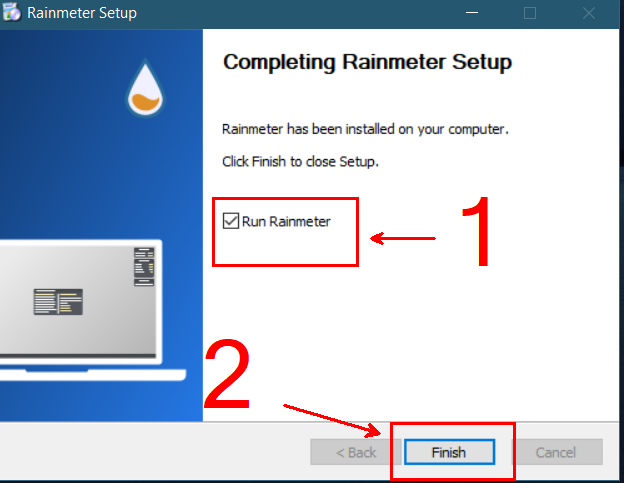 Rainmeter Setup
Completing Rainmeter Setup
Rainmeter has been installed on your computer.
Click Finish to close Setup.
Run Rainmeter
1
2
< Back
Finish
Cancel